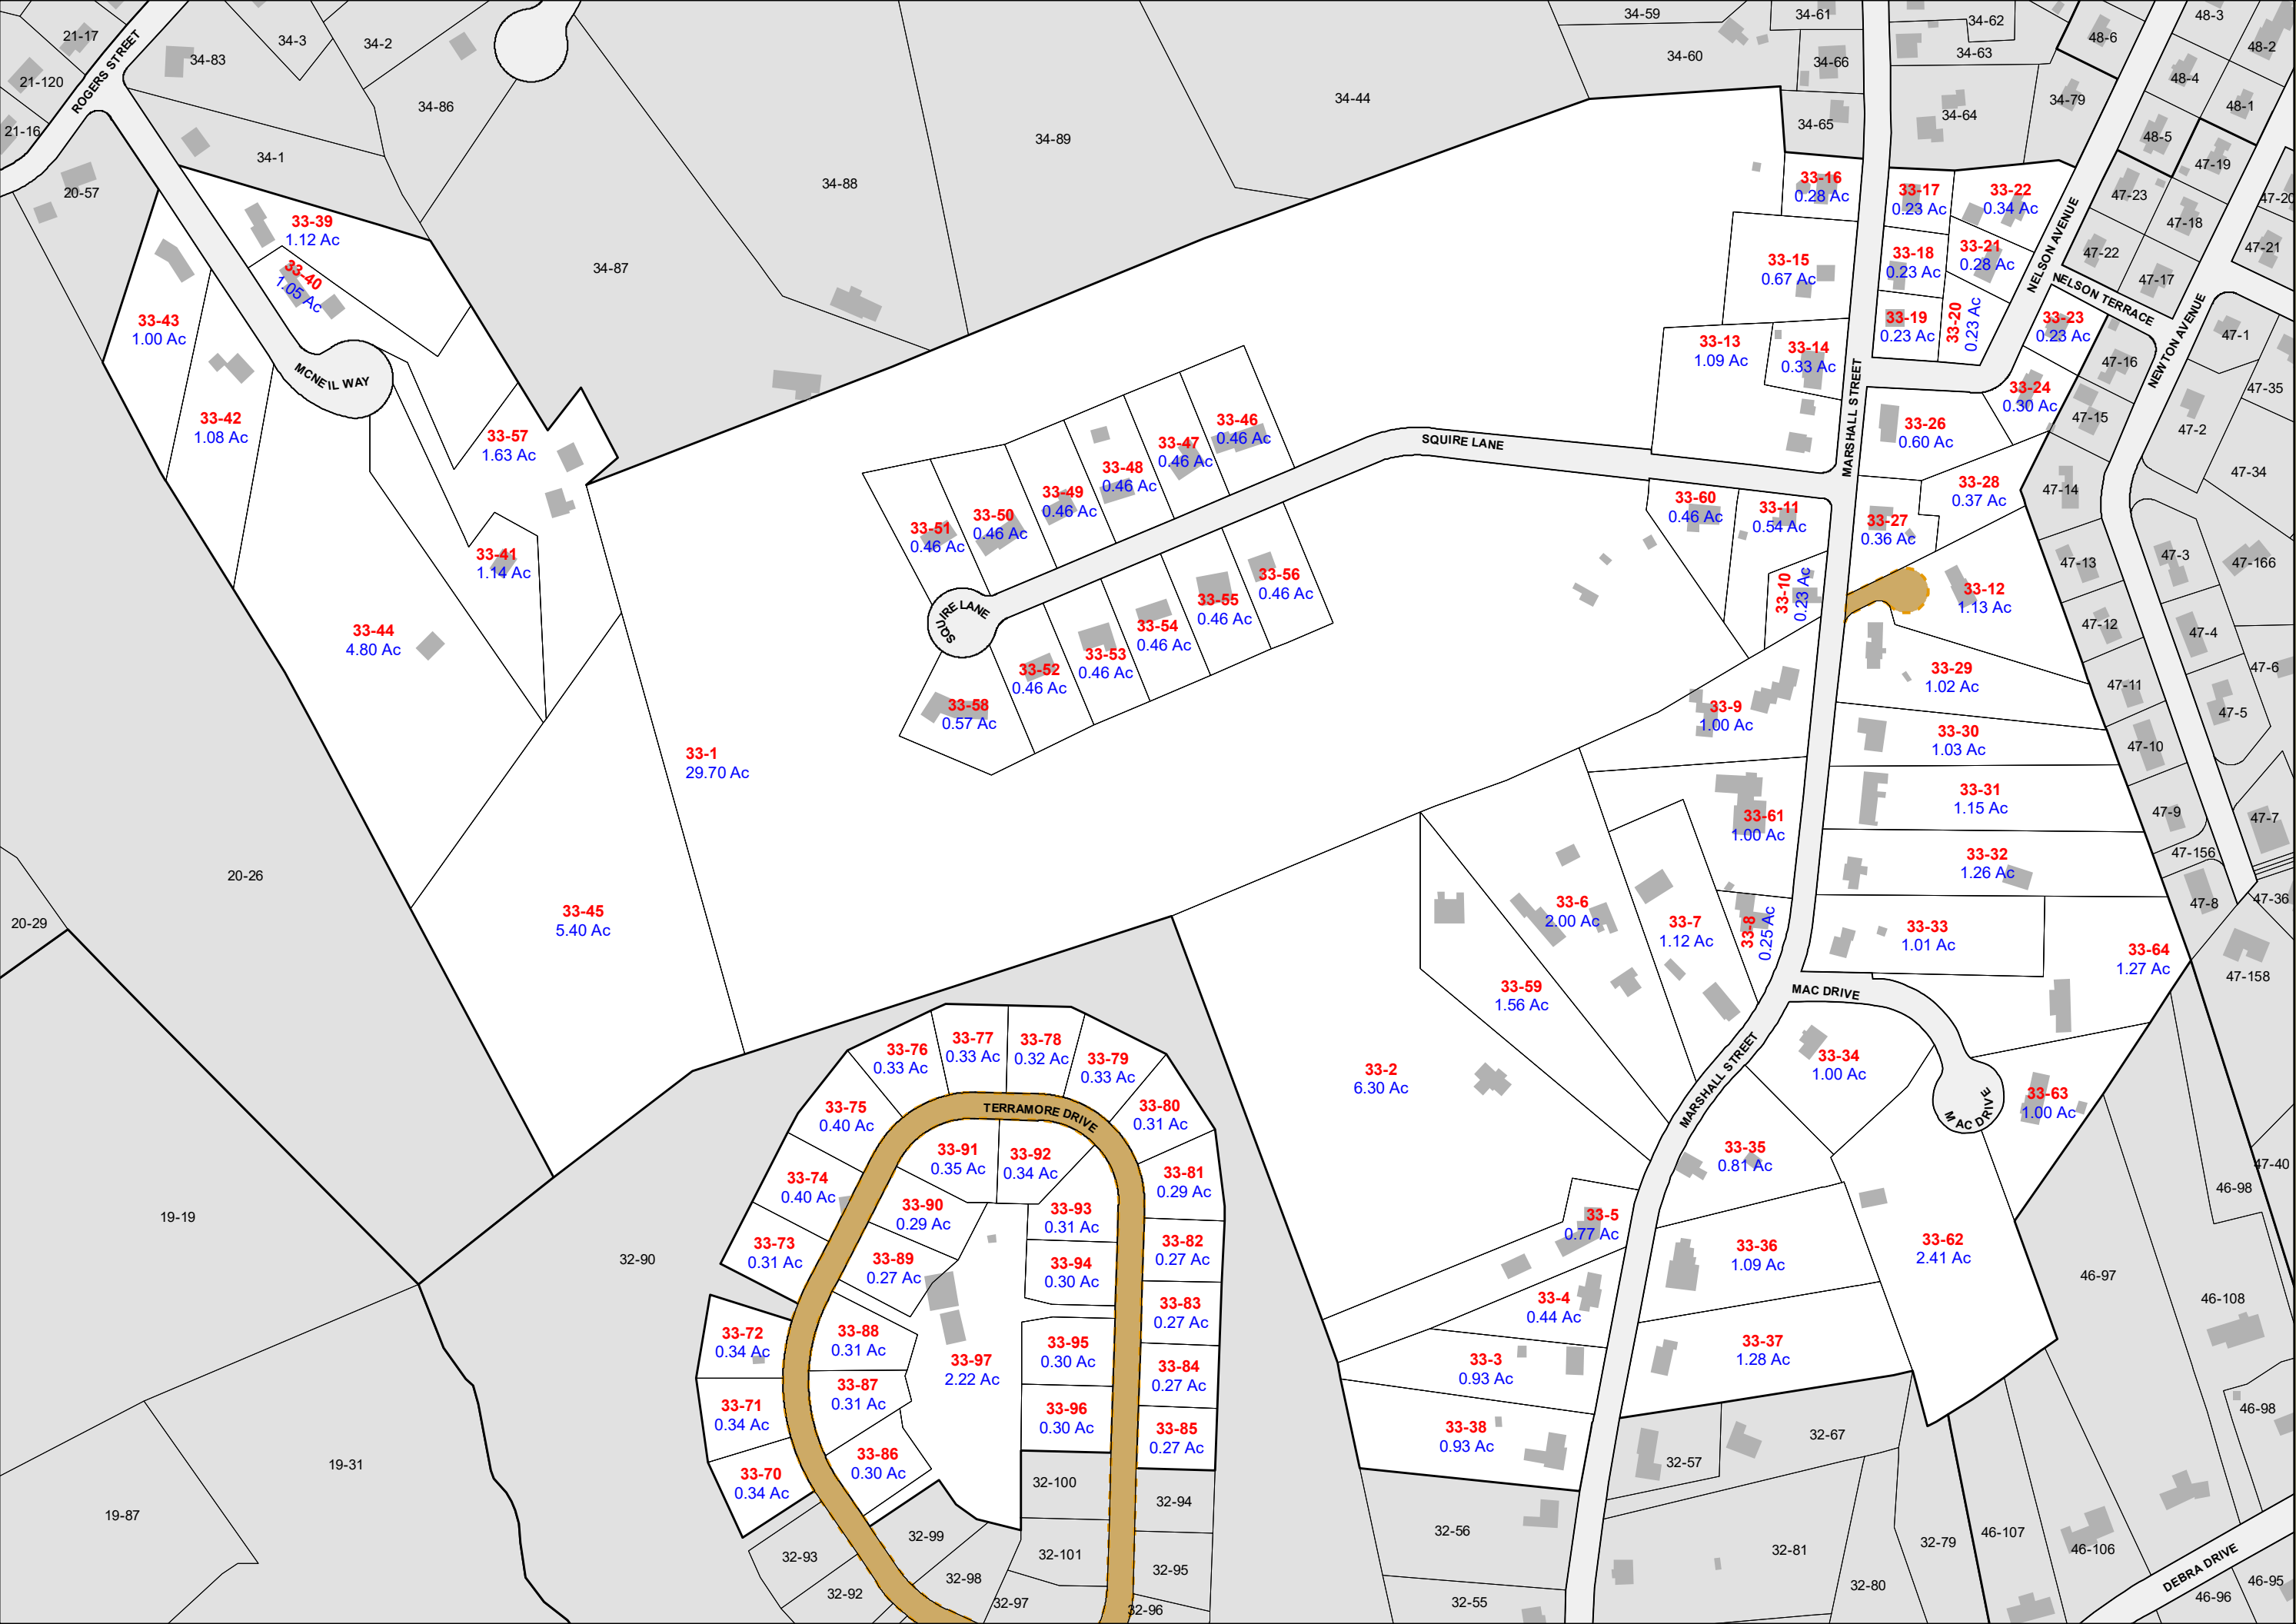 21-17
21-120
21-16
ROGERS STREET
34-83
34-3
34-2
34-86
34-1
20-57
34-88
34-89
34-44
34-87
34-59
34-60
34-61
34-66
34-65
34-62
34-63
34-64
34-79
48-6
48-3
48-2
48-4
48-1
48-5
47-19
47-23
47-18
47-20
47-21
47-22
47-17
33-39
1.12 Ac
33-40
1.05 Ac
33-43
1.00 Ac
33-42
1.08 Ac
MCNEIL WAY
33-57
1.63 Ac
33-41
1.14 Ac
33-44
4.80 Ac
33-45
5.40 Ac
33-1
29.70 Ac
33-16
0.28 Ac
33-17
0.23 Ac
33-22
0.34 Ac
33-15
0.67 Ac
33-18
0.23 Ac
33-21
0.28 Ac
33-19
0.23 Ac
33-20
0.23 Ac
NELSON AVENUE
NELSON TERRACE
NEWTON AVENUE
33-23
0.23 Ac
33-13
1.09 Ac
33-14
0.33 Ac
MARSHALL STREET
33-24
0.30 Ac
33-26
0.60 Ac
33-28
0.37 Ac
33-27
0.36 Ac
47-16
47-15
47-14
47-1
47-35
47-2
47-34
47-13
47-3
47-166
47-12
47-4
47-6
47-11
47-5
47-10
47-9
47-7
47-156
47-8
47-36
47-158
SQUIRE LANE
33-46
0.46 Ac
33-47
0.46 Ac
33-48
0.46 Ac
33-49
0.46 Ac
33-50
0.46 Ac
33-51
0.46 Ac
SQUIRE LANE
33-56
0.46 Ac
33-55
0.46 Ac
33-54
0.46 Ac
33-53
0.46 Ac
33-52
0.46 Ac
33-58
0.57 Ac
33-60
0.46 Ac
33-11
0.54 Ac
33-10
0.23 Ac
33-12
1.13 Ac
33-29
1.02 Ac
33-9
1.00 Ac
33-30
1.03 Ac
33-31
1.15 Ac
33-61
1.00 Ac
33-32
1.26 Ac
33-6
2.00 Ac
33-7
1.12 Ac
33-8
0.25 Ac
33-33
1.01 Ac
33-64
1.27 Ac
33-59
1.56 Ac
MAC DRIVE
MARSHALL STREET
33-34
1.00 Ac
MAC DRIVE
33-63
1.00 Ac
33-2
6.30 Ac
33-35
0.81 Ac
33-5
0.77 Ac
33-36
1.09 Ac
33-62
2.41 Ac
33-4
0.44 Ac
33-37
1.28 Ac
33-3
0.93 Ac
33-38
0.93 Ac
20-26
20-29
19-19
19-31
19-87
32-90
33-77
0.33 Ac
33-78
0.32 Ac
33-76
0.33 Ac
33-79
0.33 Ac
33-75
0.40 Ac
TERRAMORE DRIVE
33-80
0.31 Ac
33-91
0.35 Ac
33-92
0.34 Ac
33-74
0.40 Ac
33-81
0.29 Ac
33-90
0.29 Ac
33-93
0.31 Ac
33-73
0.31 Ac
33-89
0.27 Ac
33-94
0.30 Ac
33-82
0.27 Ac
33-83
0.27 Ac
33-72
0.34 Ac
33-88
0.31 Ac
33-97
2.22 Ac
33-95
0.30 Ac
33-84
0.27 Ac
33-71
0.34 Ac
33-87
0.31 Ac
33-96
0.30 Ac
33-85
0.27 Ac
33-70
0.34 Ac
33-86
0.30 Ac
32-100
32-94
32-99
32-93
32-101
32-95
32-98
32-92
32-97
32-96
32-57
32-67
32-56
32-81
32-79
32-55
32-80
47-40
46-98
46-97
46-108
46-98
46-107
46-106
DEBRA DRIVE
46-95
46-96